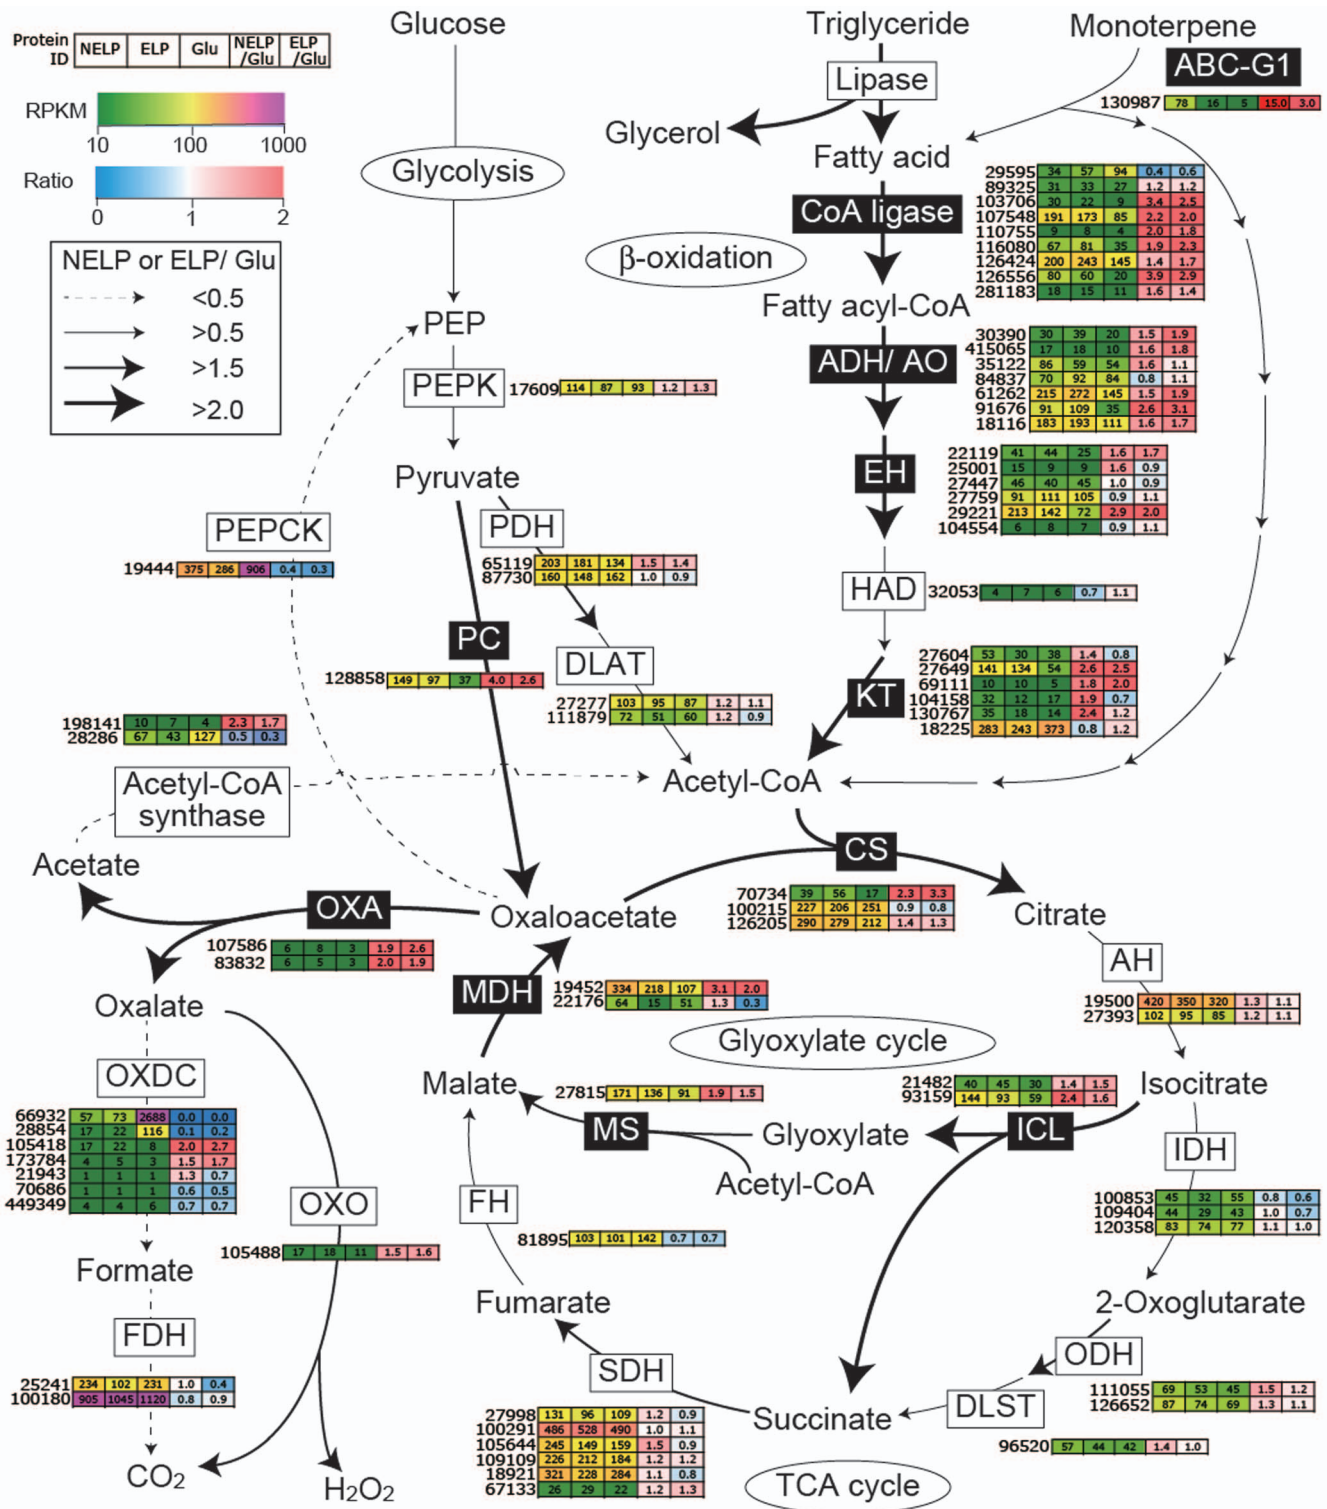 Glucose
Triglyceride
Monoterpene
Protein ID NELP ELP Glu NELP/Glu ELP/Glu
RPKM
10 100 1000
Ratio
0 1 2
NELP or ELP/ Glu
<0.5
>0.5
>1.5
>2.0
Lipase
ABC-G1
130987 78 16 5 15.0 3.0
Glycerol
Glycolysis
Fatty acid
CoA ligase
29595 34 57 94 0.4 0.6
89325 31 33 27 1.2 1.2
103706 30 22 9 3.4 2.5
107548 191 173 85 2.2 2.0
110755 9 8 4 2.0 1.8
116080 67 81 35 1.9 2.3
126424 200 243 145 1.4 1.7
126556 80 60 20 3.9 2.9
281183 18 15 11 1.6 1.4
β-oxidation
Fatty acyl-CoA
PEP
ADH/ AO
30390 30 39 20 1.5 1.9
415065 17 18 10 1.6 1.8
35122 86 59 54 1.6 1.1
84837 70 92 84 0.8 1.1
61262 215 272 145 1.5 1.9
91676 91 109 35 2.6 3.1
18116 183 193 111 1.6 1.7
PEPK
17609 114 87 93 1.2 1.3
Pyruvate
EH
22119 41 44 25 1.6 1.7
25001 15 9 9 1.6 0.9
27447 46 40 45 1.0 0.9
27759 91 111 105 0.9 1.1
29221 213 142 72 2.9 2.0
104554 6 8 7 0.9 1.1
PEPCK
19444 375 286 906 0.4 0.3
PDH
65119 203 181 134 1.5 1.4
87730 160 148 162 1.0 0.9
HAD
32053 4 7 6 0.7 1.1
PC
128858 149 97 37 4.0 2.6
DLAT
27277 103 95 87 1.2 1.1
111879 72 51 60 1.2 0.9
KT
27604 53 30 38 1.4 0.8
27649 141 134 54 2.6 2.5
69111 10 10 5 1.8 2.0
104158 32 12 17 1.9 0.7
130767 35 18 14 2.4 1.2
18225 283 243 373 0.8 1.2
198141 10 7 4 2.3 1.7
28286 67 43 127 0.5 0.3
Acetyl-CoA
synthase
Acetyl-CoA
Acetate
CS
70734 39 56 17 2.3 3.3
100215 227 206 251 0.9 0.8
126205 290 279 212 1.4 1.3
OXA
107586 6 8 3 1.9 2.6
83832 6 5 3 2.0 1.9
Oxaloacetate
Citrate
AH
19500 420 350 320 1.3 1.1
27393 102 95 85 1.2 1.1
MDH
19452 334 218 107 3.1 2.0
22176 64 15 51 1.3 0.3
Oxalate
Glyoxylate cycle
OXDC
66932 57 73 2688 0.0 0.0
28854 17 22 116 0.1 0.2
105418 17 22 8 2.0 2.7
173784 4 5 3 1.5 1.7
21943 1 1 1 1.3 0.7
70686 1 1 1 0.6 0.5
449349 4 4 6 0.7 0.7
Malate
27815 171 136 91 1.9 1.5
MS
Glyoxylate
Acetyl-CoA
21482 40 45 30 1.4 1.5
93159 144 93 59 2.4 1.6
ICL
Isocitrate
IDH
100853 45 32 55 0.8 0.6
109404 44 29 43 1.0 0.7
120358 83 74 77 1.1 1.0
OXO
105488 17 18 11 1.5 1.6
FH
81895 103 101 142 0.7 0.7
Formate
Fumarate
2-Oxoglutarate
FDH
25241 234 102 231 1.0 0.4
100180 905 1045 1120 0.8 0.9
SDH
27998 131 96 109 1.2 0.9
100291 486 528 490 1.0 1.1
105644 245 149 159 1.5 0.9
109109 226 212 184 1.2 1.2
18921 321 228 284 1.1 0.8
67133 26 29 22 1.2 1.3
ODH
111055 69 53 45 1.5 1.2
126652 87 74 69 1.3 1.1
Succinate
DLST
96520 57 44 42 1.4 1.0
CO2
H2O2
TCA cycle